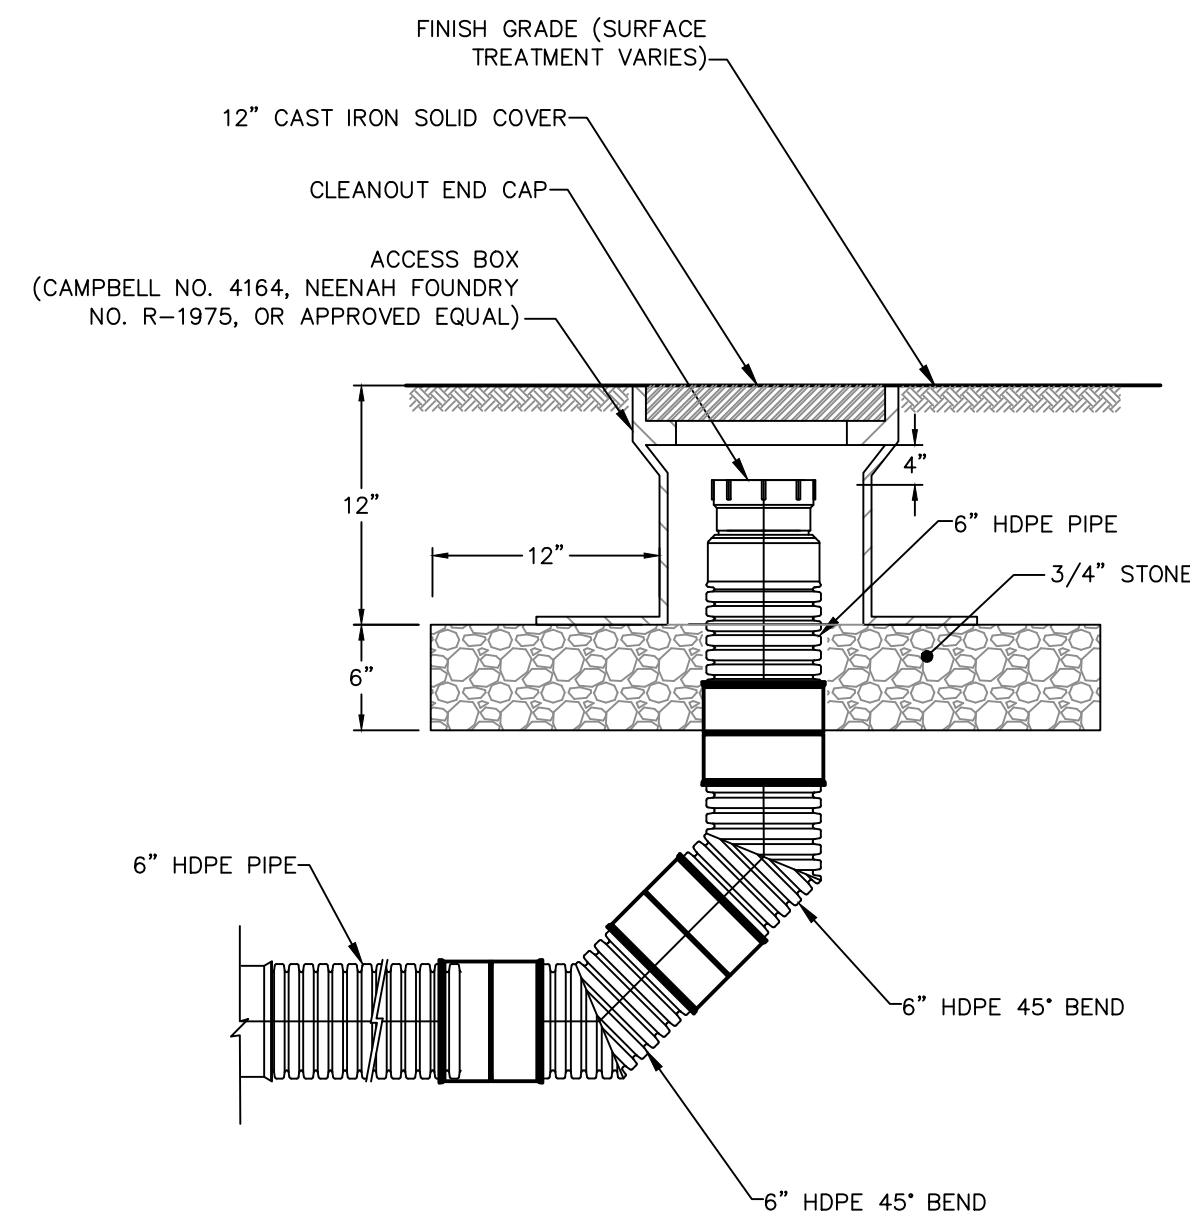 FINISH GRADE (SURFACE
TREATMENT VARIES)
12” CAST IRON SOLID COVER
CLEANOUT END CAP
ACCESS BOX
(CAMPBELL NO. 4164, NEENAH FOUNDRY
NO. R-1975, OR APPROVED EQUAL)
4”
12”
6” HDPE PIPE
12”
3/4” STONE
6”
6” HDPE PIPE
6” HDPE 45° BEND
6” HDPE 45° BEND